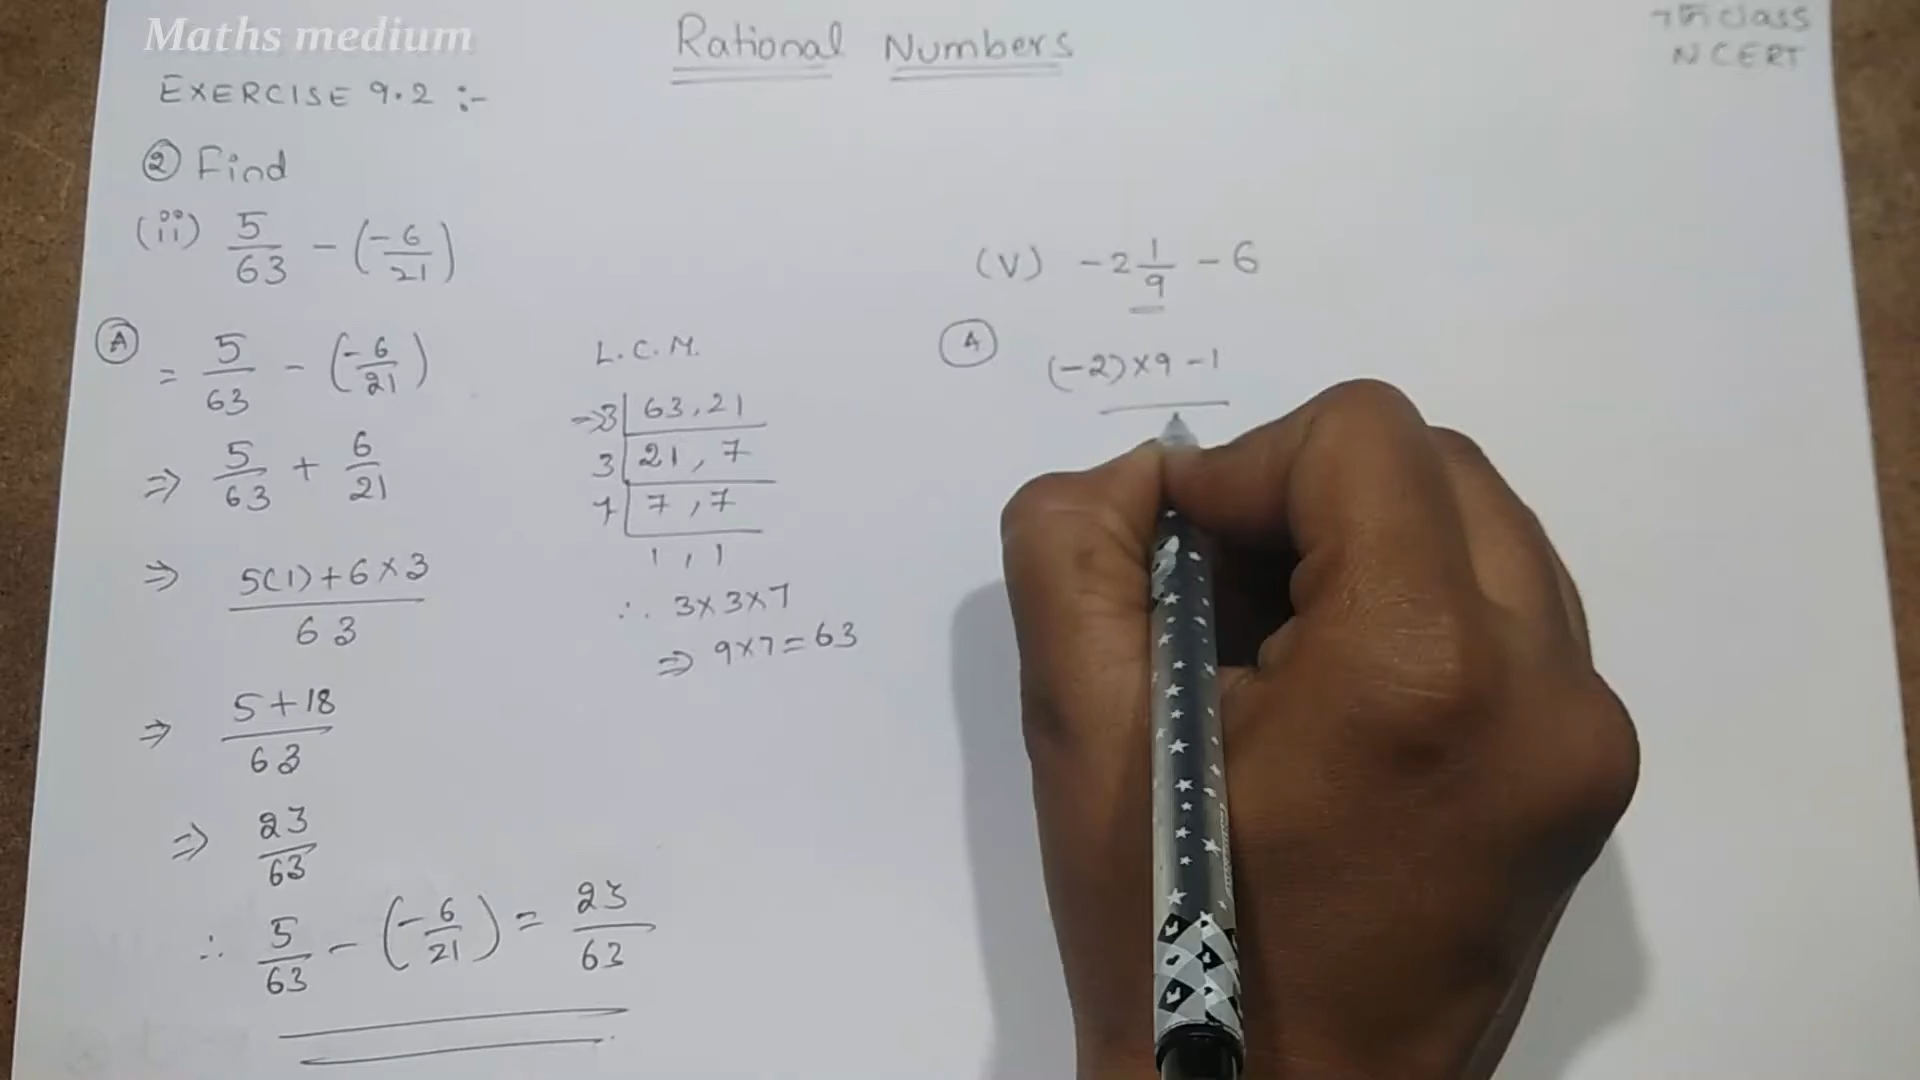 Maths medium
Rational Numbers
7th class
NCERT
EXERCISE 9.2 :-
② Find
(iii) 5/63 - (-6/21)
Ⓐ = 5/63 - (-6/21)
⇒ 5/63 + 6/21
⇒ 5(1)+6×3/63
⇒ 5+18/63
⇒ 23/63
∴ 5/63 - (-6/21) = 23/63
L.C.M.
→3 | 63, 21
3 | 21, 7
7 | 7, 7
1, 1
∴ 3×3×7
⇒ 9×7=63
(V) -2 1/9 - 6
Ⓐ (-2)×9-1